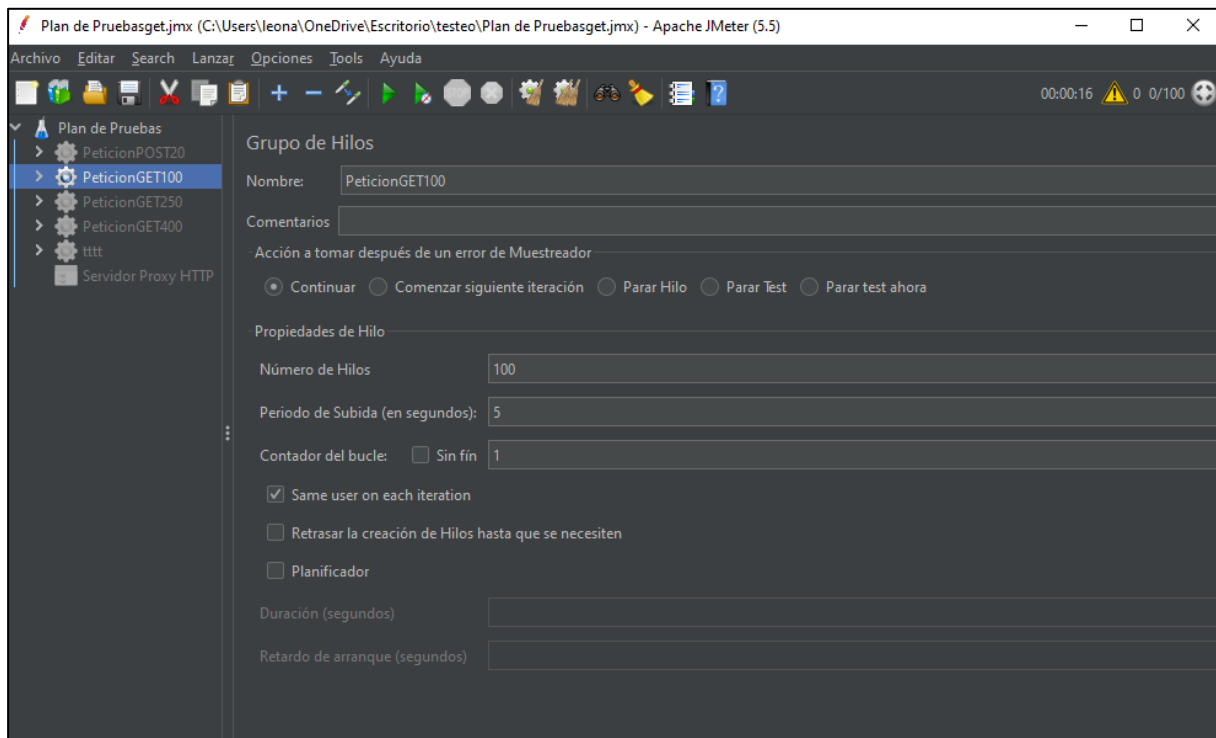 Plan de Pruebasget.jmx (C:\Users\leona\OneDrive\Escritorio\testeo\Plan de Pruebasget.jmx) - Apache JMeter (5.5)
Archivo Editar Search Lanzar Opciones Tools Ayuda
STOP 00:00:16 0 0/100
Plan de Pruebas
PeticionPOST20
PeticionGET100
PeticionGET250
PeticionGET400
tttt
Servidor Proxy HTTP
Grupo de Hilos
Nombre: PeticionGET100
Comentarios
Acción a tomar después de un error de Muestreador
Continuar Comenzar siguiente iteración Parar Hilo Parar Test Parar test ahora
Propiedades de Hilo
Número de Hilos 100
Periodo de Subida (en segundos): 5
Contador del bucle: Sin fín 1
Same user on each iteration
Retrasar la creación de Hilos hasta que se necesiten
Planificador
Duración (segundos)
Retardo de arranque (segundos)